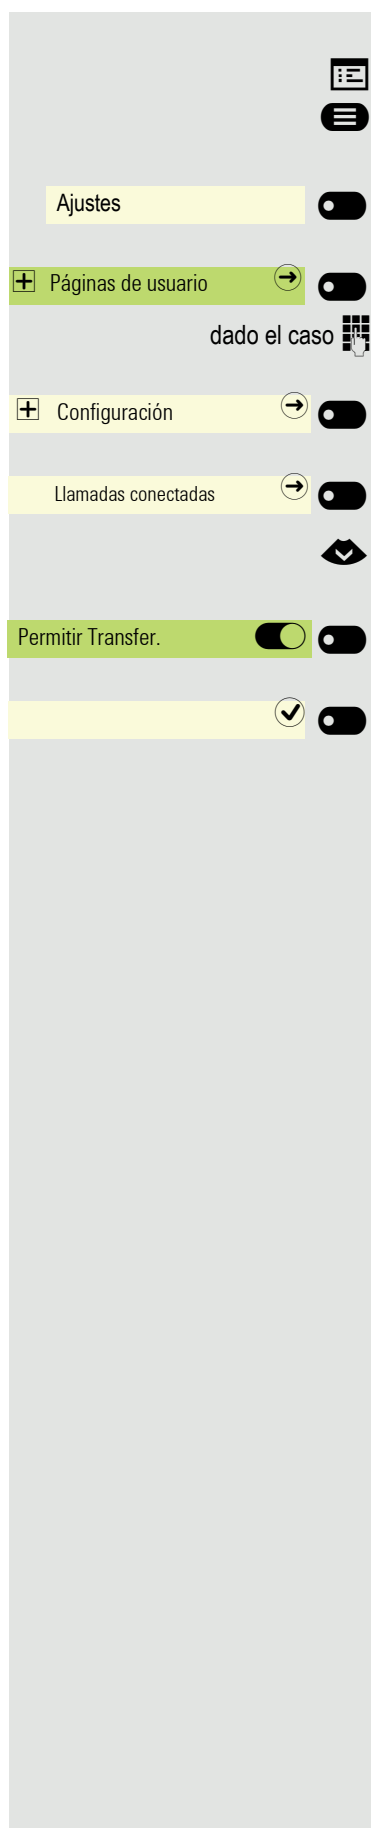 Ajustes
Páginas de usuario
dado el caso
Configuración
Llamadas conectadas
Permitir Transfer.